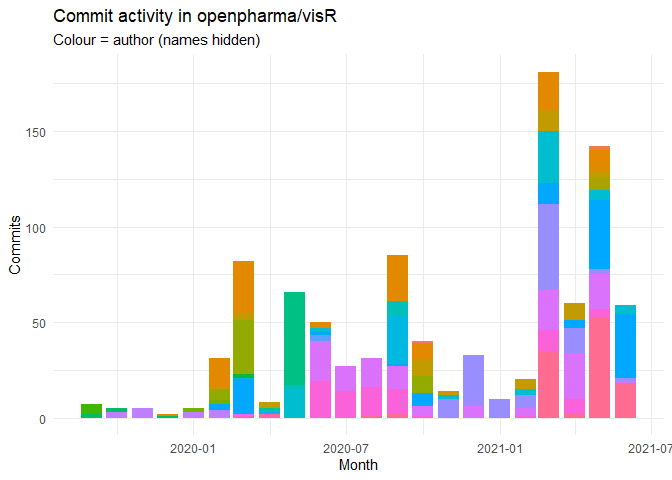 Commit activity in openpharma/visR
Colour = author (names hidden)
150
100
50
0
Commits
2020-01
2020-07
2021-01
2021-07
Month